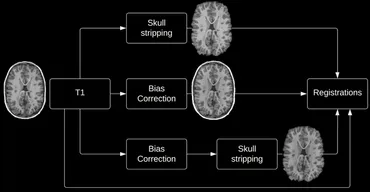 Skull
stripping
T1
Bias
Correction
Registrations
Bias
Correction
Skull
stripping